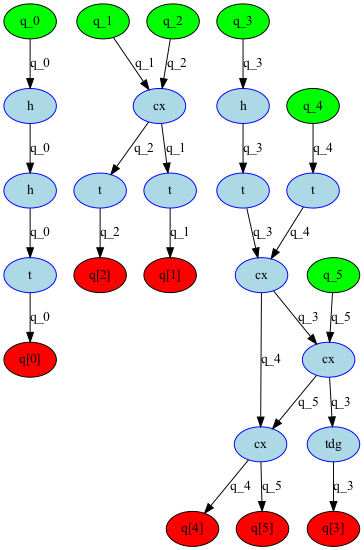 q_0 q_1 q_2 q_3
q_0 q_1 q_2 q_3
h cx h q_4
q_0 q_2 q_1 q_3 q_4
h t t t t
q_0 q_2 q_1 q_3 q_4
t q[2] q[1] cx q_5
q_0 q_3 q_5
q[0] q_4 cx
q_5 q_3
cx tdg
q_4 q_5 q_3
q[4] q[5] q[3]